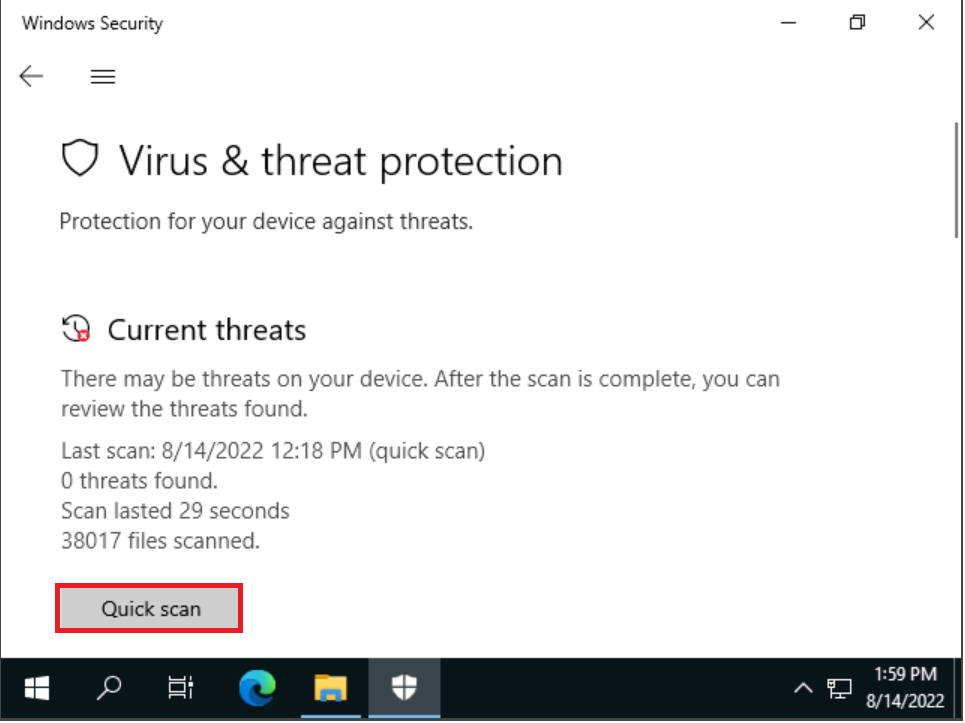 Windows Security
Virus & threat protection
Protection for your device against threats.
Current threats
There may be threats on your device. After the scan is complete, you can
review the threats found.
Last scan: 8/14/2022 12:18 PM (quick scan)
0 threats found.
Scan lasted 29 seconds
38017 files scanned.
Quick scan
1:59 PM
8/14/2022